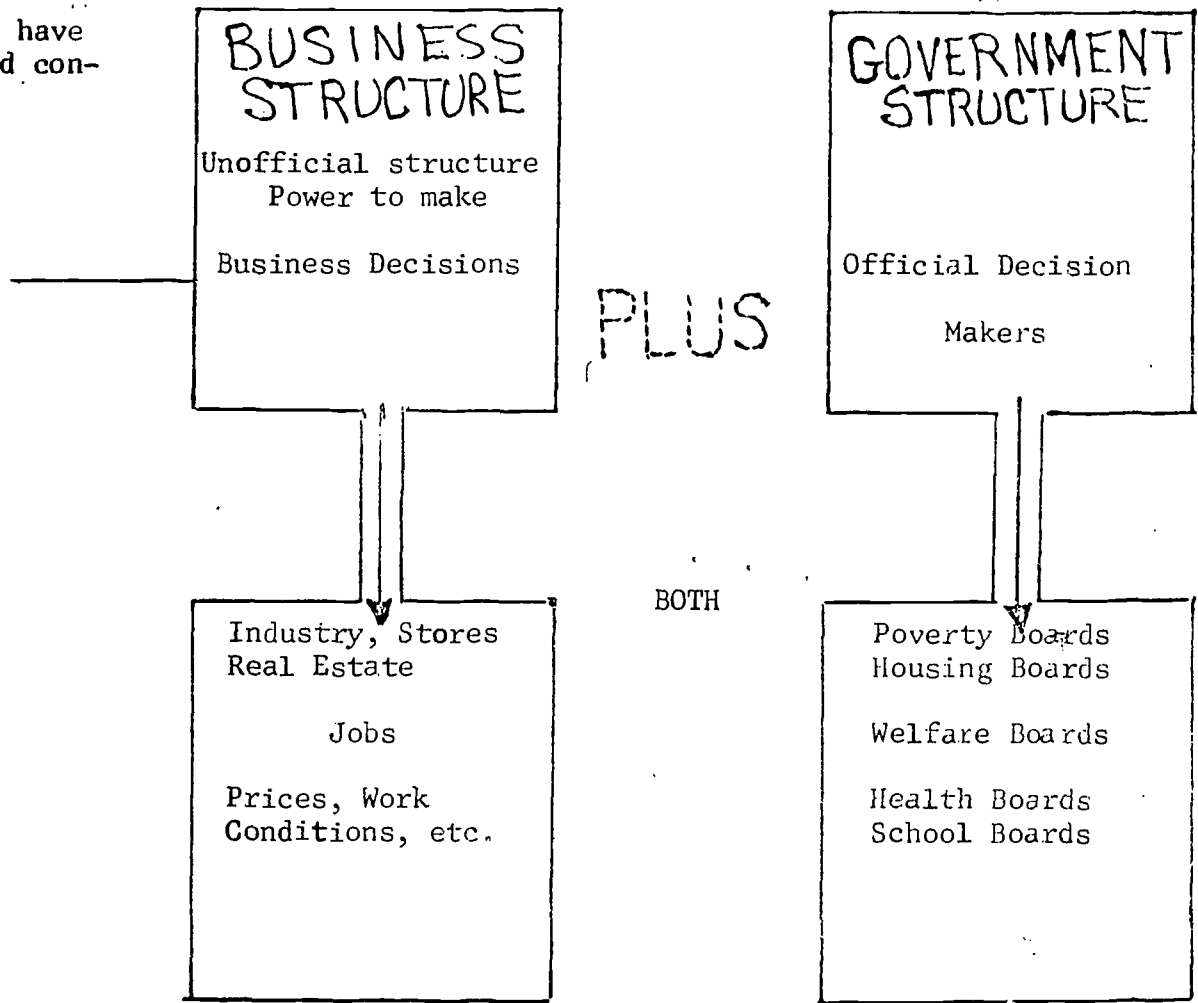 have
d con-
BUSINESS
STRUCTURE
Unofficial structure
Power to make
Business Decisions
PLUS
GOVERNMENT
STRUCTURE
Official Decision
Makers
BOTH
Industry, Stores
Real Estate
Jobs
Prices, Work
Conditions, etc.
Poverty Boards
Housing Boards
Welfare Boards
Health Boards
School Boards